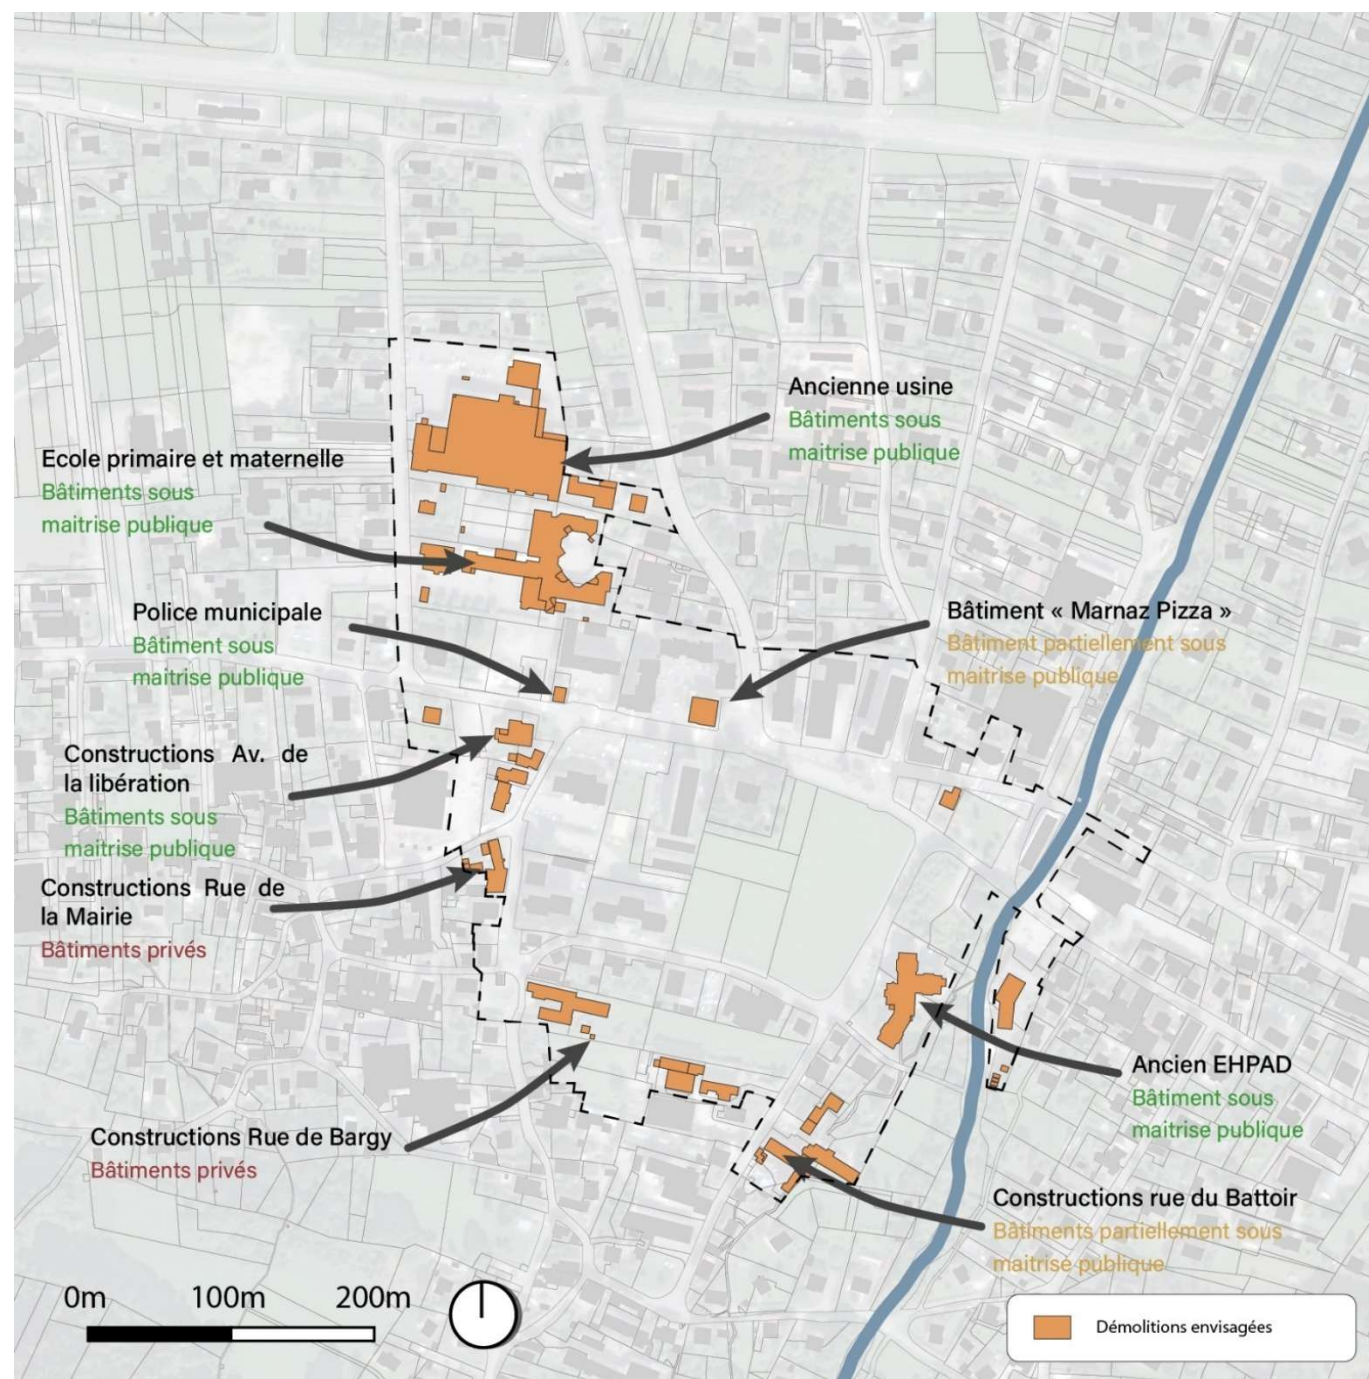 Ancienne usine
Bâtiments sous
maitrise publique
Ecole primaire et maternelle
Bâtiments sous
maitrise publique
Police municipale
Bâtiment sous
maitrise publique
Bâtiment « Marnaz Pizza »
Bâtiment partiellement sous
maitrise publique
Constructions Av. de
la libération
Bâtiments sous
maitrise publique
Constructions Rue de
la Mairie
Bâtiments privés
Ancien EHPAD
Bâtiment sous
maitrise publique
Constructions Rue de Bargy
Bâtiments privés
Constructions rue du Battoir
Bâtiments partiellement sous
maitrise publique
0m 100m 200m
Démolitions envisagées